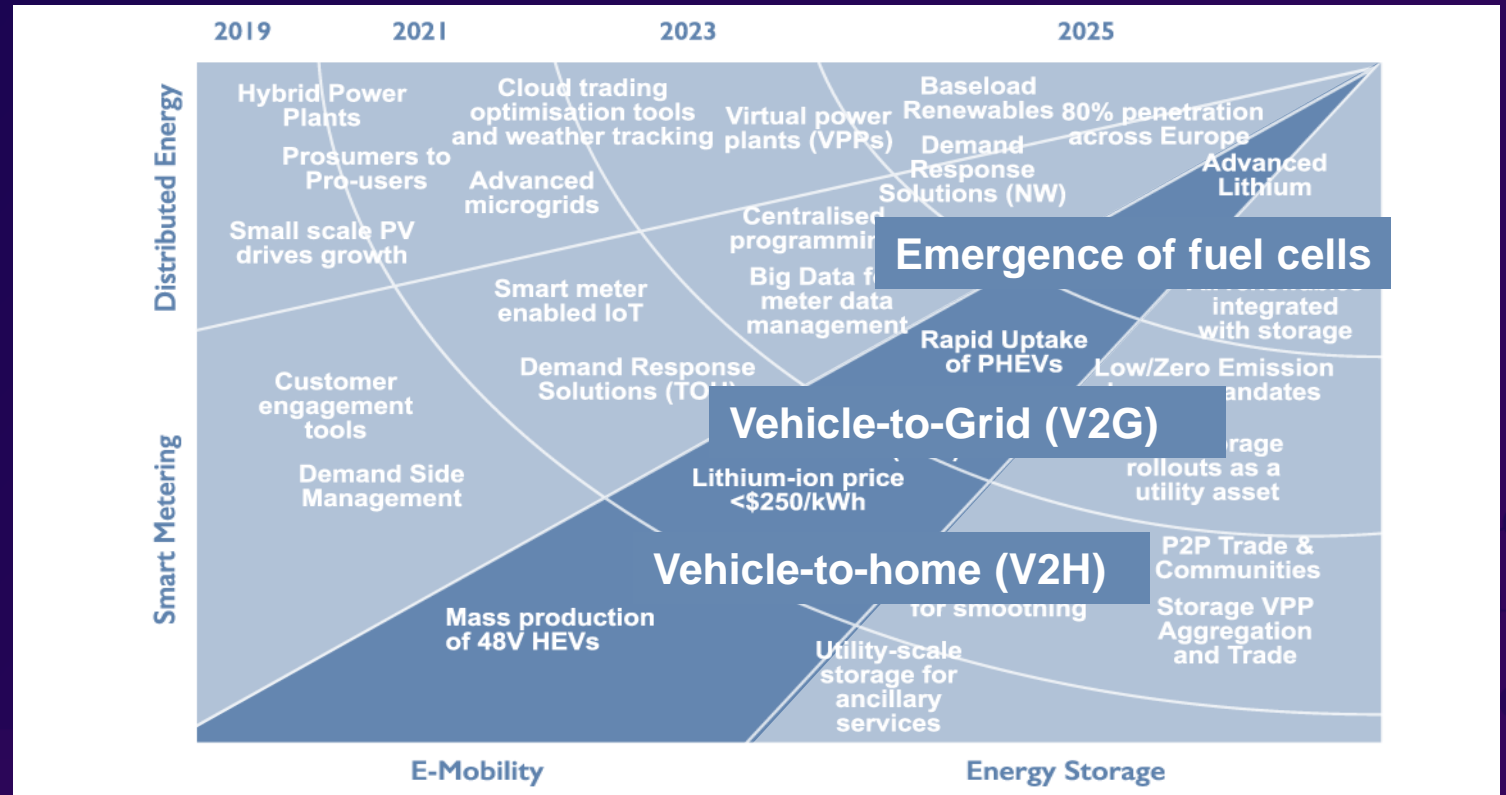 2019
2021
2023
2025
Distributed Energy
Smart Metering
Hybrid Power
Plants
Prosumers to
Pro-users
Small scale PV
drives growth
Cloud trading
optimisation tools
and weather tracking
Advanced
microgrids
Virtual power
plants (VPPs)
Baseload
Renewables
80% penetration
across Europe
Demand
Response
Solutions (NW)
Advanced
Lithium
Centralised
Big Data
meter data
management
Emergence of fuel cells
integrated
with storage
Smart meter
enabled IoT
Demand Response
Solutions
Customer
engagement
tools
Demand Side
Management
Rapid Uptake
of PHEVs
Low/Zero Emission
Vehicle-to-Grid (V2G)
rollouts as a
utility asset
Lithium-ion price
<$250/kWh
Vehicle-to-home (V2H)
P2P Trade &
Communities
for smoothing
Storage VPP
Aggregation
and Trade
Mass production
of 48V HEVs
Utility-scale
storage for
ancillary
services
E-Mobility
Energy Storage